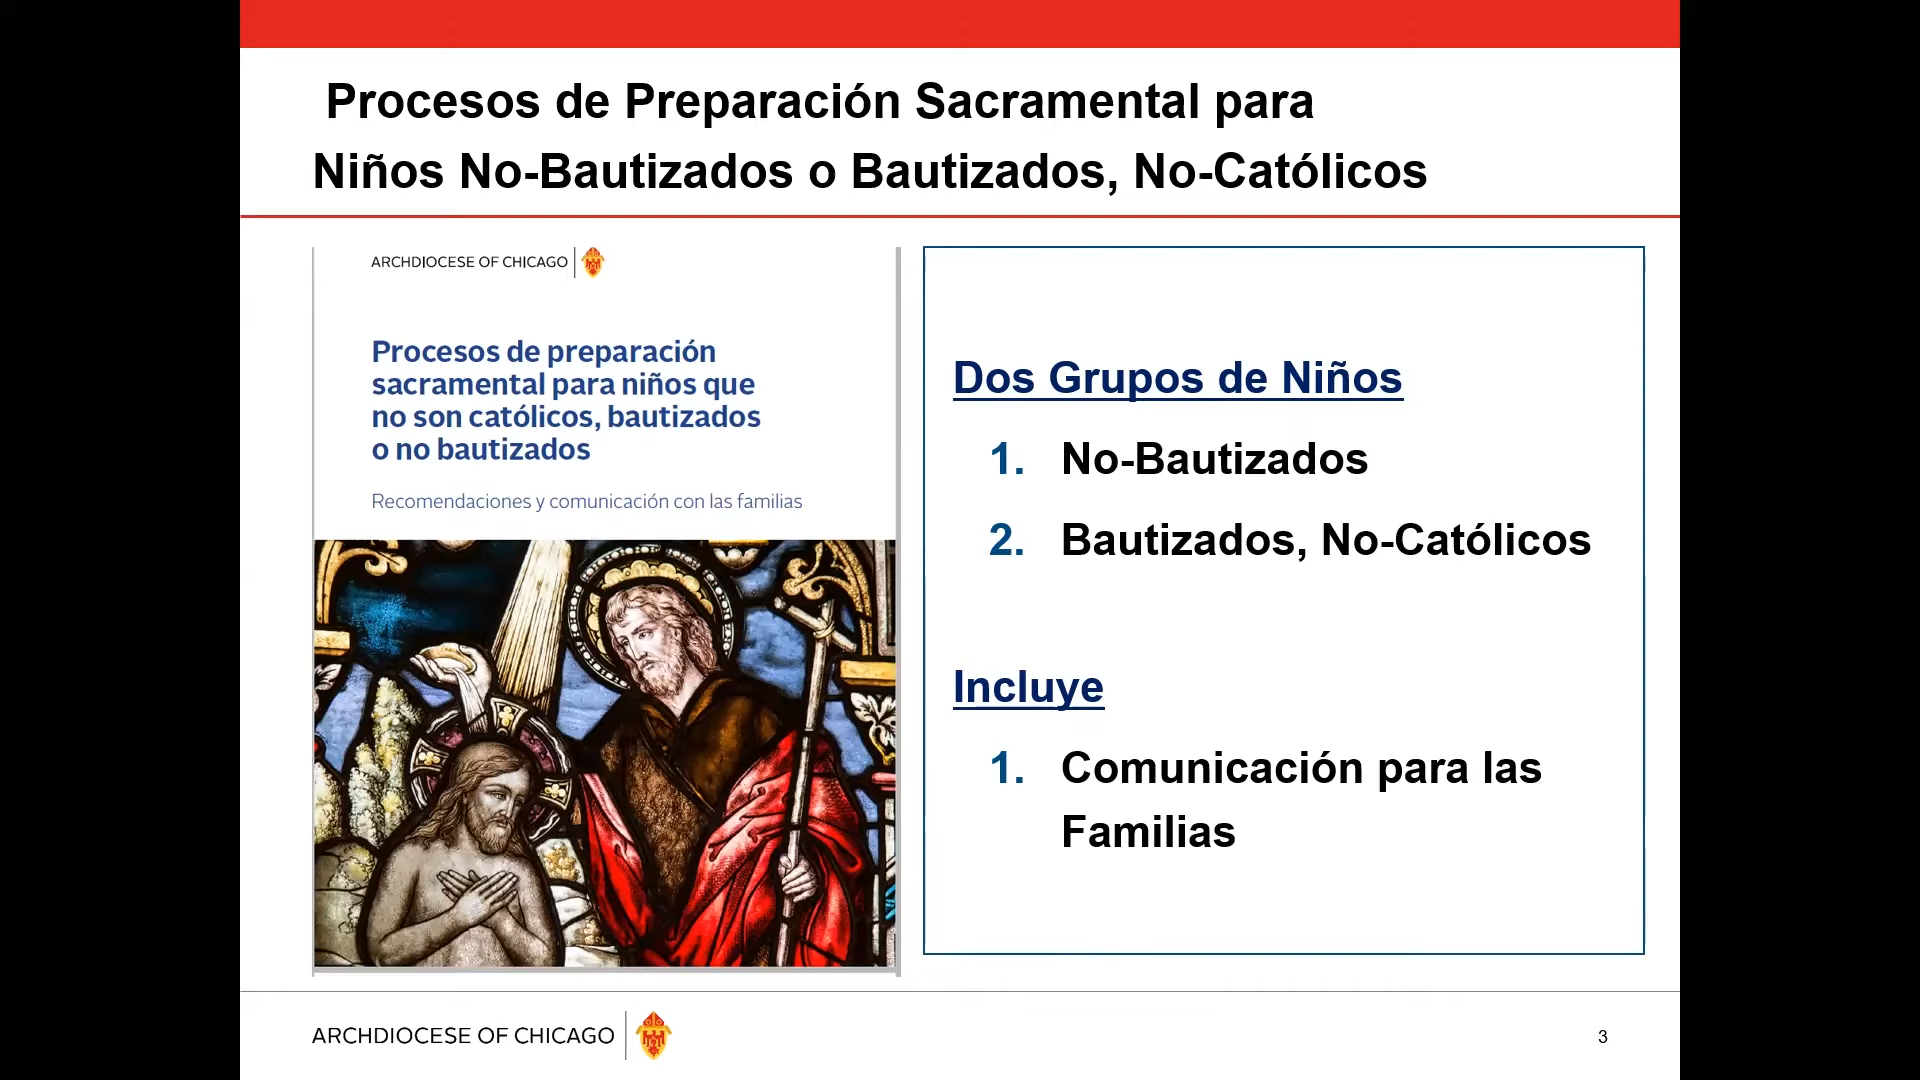 Procesos de Preparación Sacramental para
Niños No-Bautizados o Bautizados, No-Católicos
ARCHDIOCESE OF CHICAGO
Procesos de preparación
sacramental para niños que
no son católicos, bautizados
o no bautizados
Recomendaciones y comunicación con las familias
Dos Grupos de Niños
1. No-Bautizados
2. Bautizados, No-Católicos
Incluye
1. Comunicación para las
Familias
ARCHDIOCESE OF CHICAGO
3